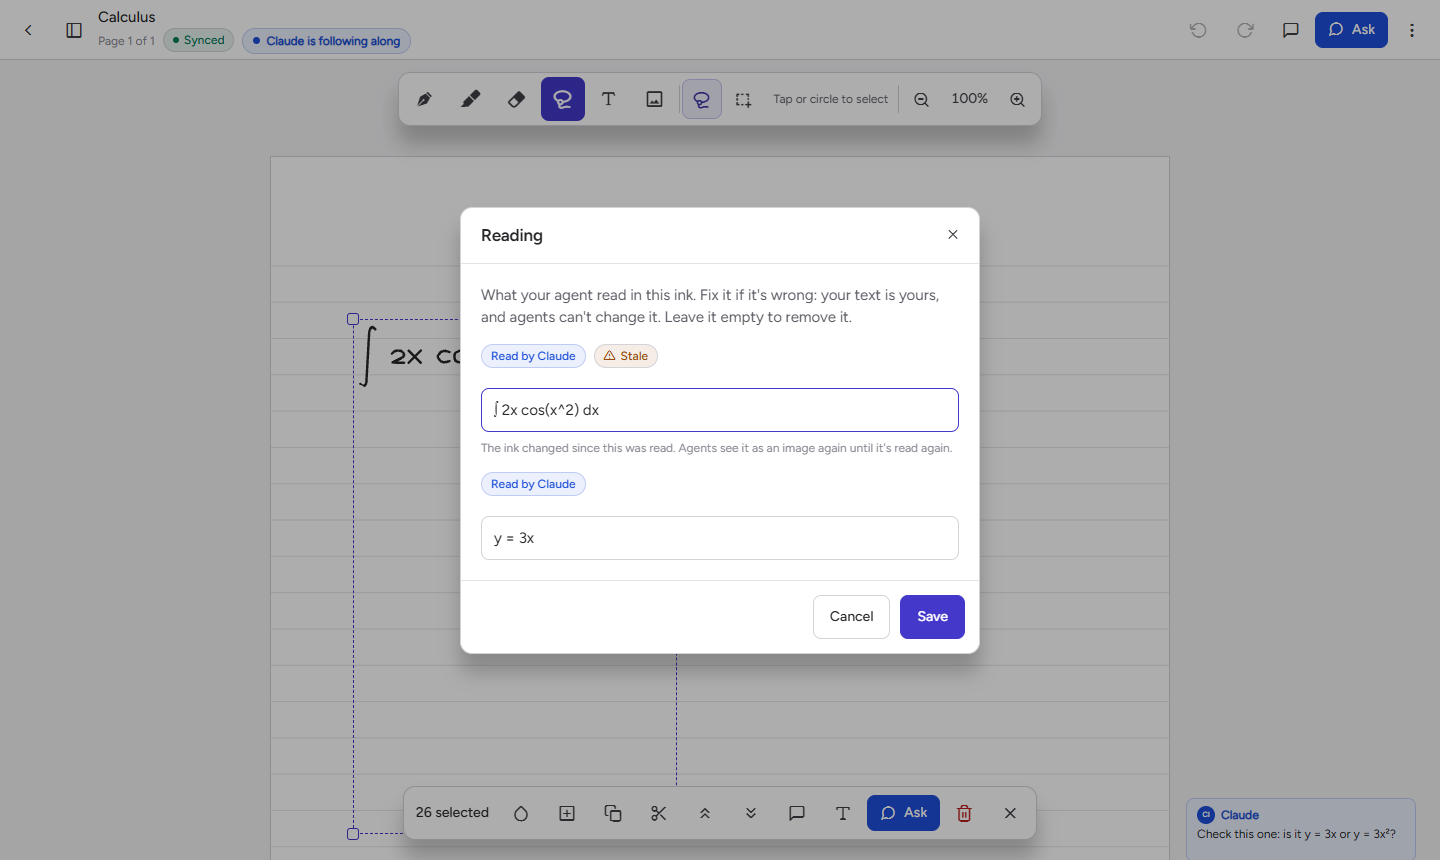 Calculus
Page 1 of 1 Synced Claude is following along
Ask
Tap or circle to select 100%
Reading
What your agent read in this ink. Fix it if it's wrong: your text is yours,
and agents can't change it. Leave it empty to remove it.
Read by Claude Stale
∫ 2x cos(x^2) dx
The ink changed since this was read. Agents see it as an image again until it's read again.
Read by Claude
y = 3x
Cancel Save
∫ 2x co
26 selected Ask
Cl Claude
Check this one: is it y = 3x or y = 3x²?